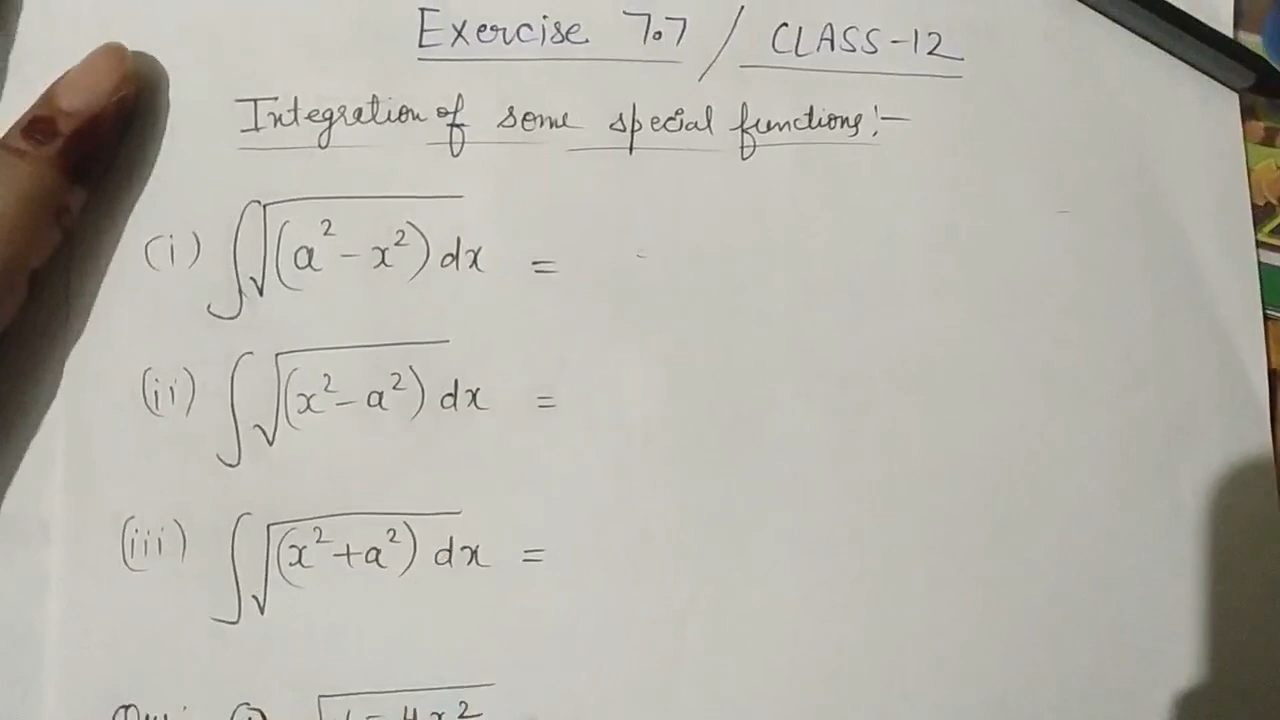 Exercise 7.7 / CLASS-12
Integration of some special functions:-
(i) ∫√(a²-x²) dx =
(ii) ∫√(x²-a²) dx =
(iii) ∫√(x²+a²) dx =